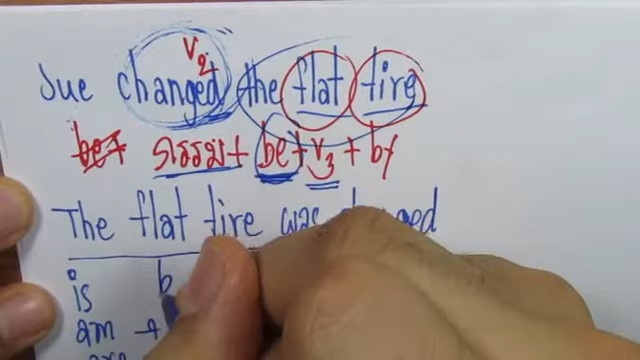 V2
Sue changed the flat tire
be+ กรรม + be + V3 + by
The flat tire was changed
is b
am +
are